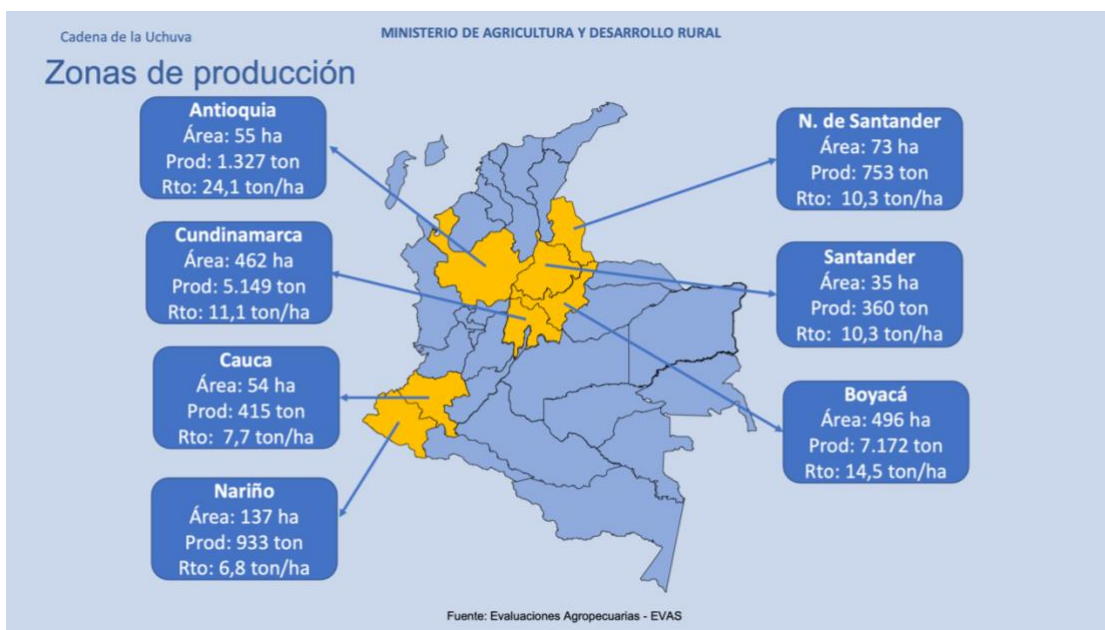 Cadena de la Uchuva
MINISTERIO DE AGRICULTURA Y DESARROLLO RURAL
Zonas de producción
Antioquia
Área: 55 ha
Prod: 1.327 ton
Rto: 24,1 ton/ha
Cundinamarca
Área: 462 ha
Prod: 5.149 ton
Rto: 11,1 ton/ha
Cauca
Área: 54 ha
Prod: 415 ton
Rto: 7,7 ton/ha
Nariño
Área: 137 ha
Prod: 933 ton
Rto: 6,8 ton/ha
N. de Santander
Área: 73 ha
Prod: 753 ton
Rto: 10,3 ton/ha
Santander
Área: 35 ha
Prod: 360 ton
Rto: 10,3 ton/ha
Boyacá
Área: 496 ha
Prod: 7.172 ton
Rto: 14,5 ton/ha
Fuente: Evaluaciones Agropecuarias - EVAS